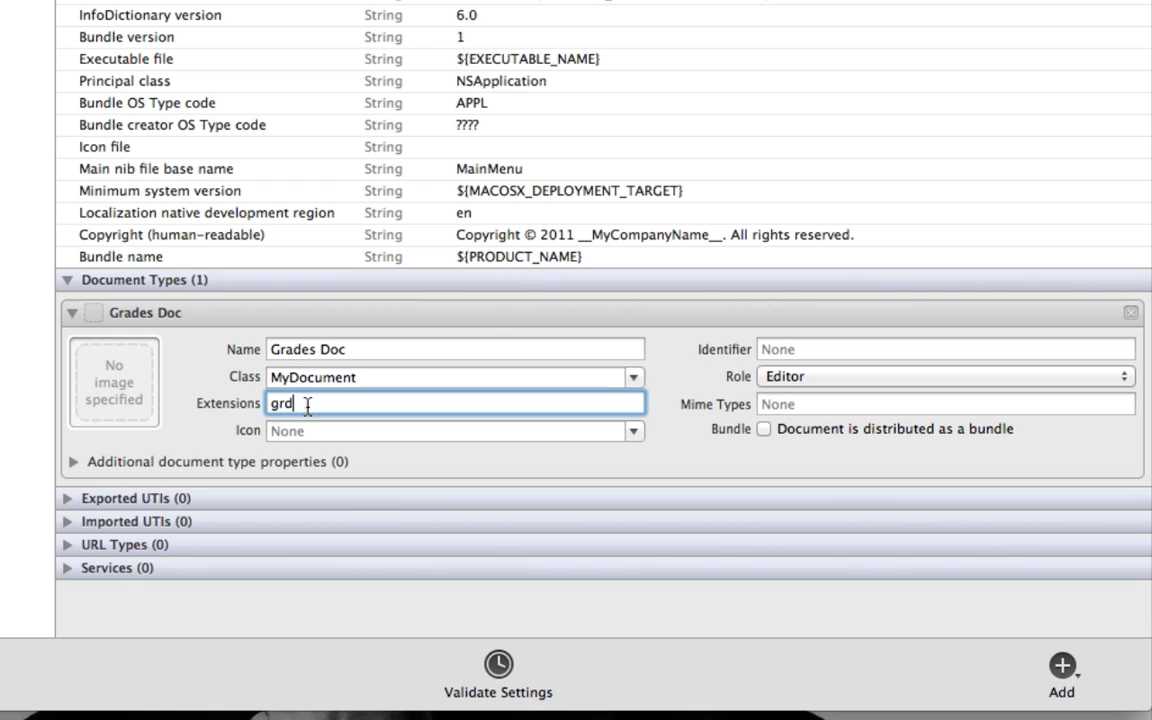 InfoDictionary version String 6.0
Bundle version String 1
Executable file String ${EXECUTABLE_NAME}
Principal class String NSApplication
Bundle OS Type code String APPL
Bundle creator OS Type code String ????
Icon file String
Main nib file base name String MainMenu
Minimum system version String ${MACOSX_DEPLOYMENT_TARGET}
Localization native development region String en
Copyright (human-readable) String Copyright © 2011 __MyCompanyName__. All rights reserved.
Bundle name String ${PRODUCT_NAME}
Document Types (1)
Grades Doc
No image specified
Name Grades Doc Identifier None
Class MyDocument Role Editor
Extensions grd Mime Types None
Icon None Bundle Document is distributed as a bundle
Additional document type properties (0)
Exported UTIs (0)
Imported UTIs (0)
URL Types (0)
Services (0)
Validate Settings Add